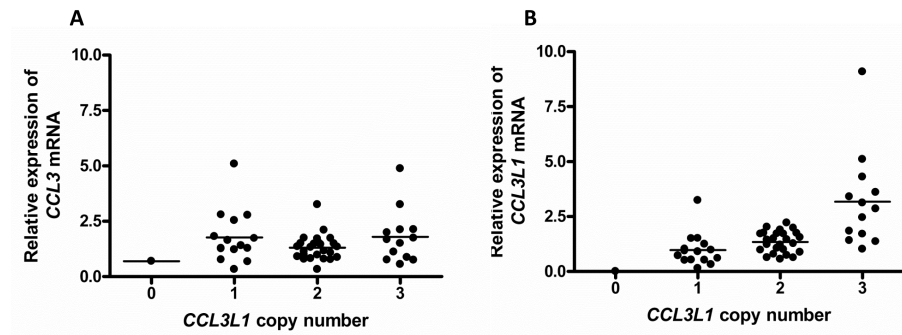 A
Relative expression of
CCL3 mRNA
10.0
7.5
5.0
2.5
0.0
0 1 2 3
CCL3L1 copy number
B
Relative expression of
CCL3L1 mRNA
10.0
7.5
5.0
2.5
0.0
0 1 2 3
CCL3L1 copy number